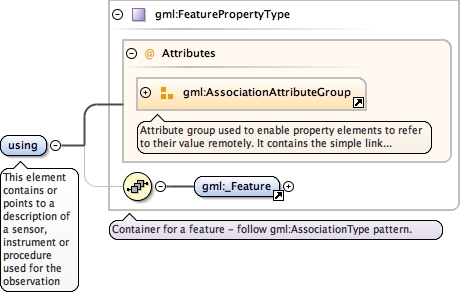 gml:FeaturePropertyType
@ Attributes
gml:AssociationAttributeGroup
Attribute group used to enable property elements to refer
to their value remotely. It contains the simple link...
using
This element
contains or
points to a
description of
a sensor,
instrument or
procedure
used for the
observation
gml:_Feature
Container for a feature - follow gml:AssociationType pattern.